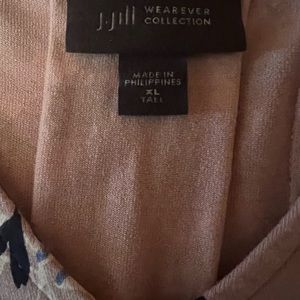 J.Jill WEAREVER
COLLECTION
MADE IN
PHILIPPINES
XL
TALL